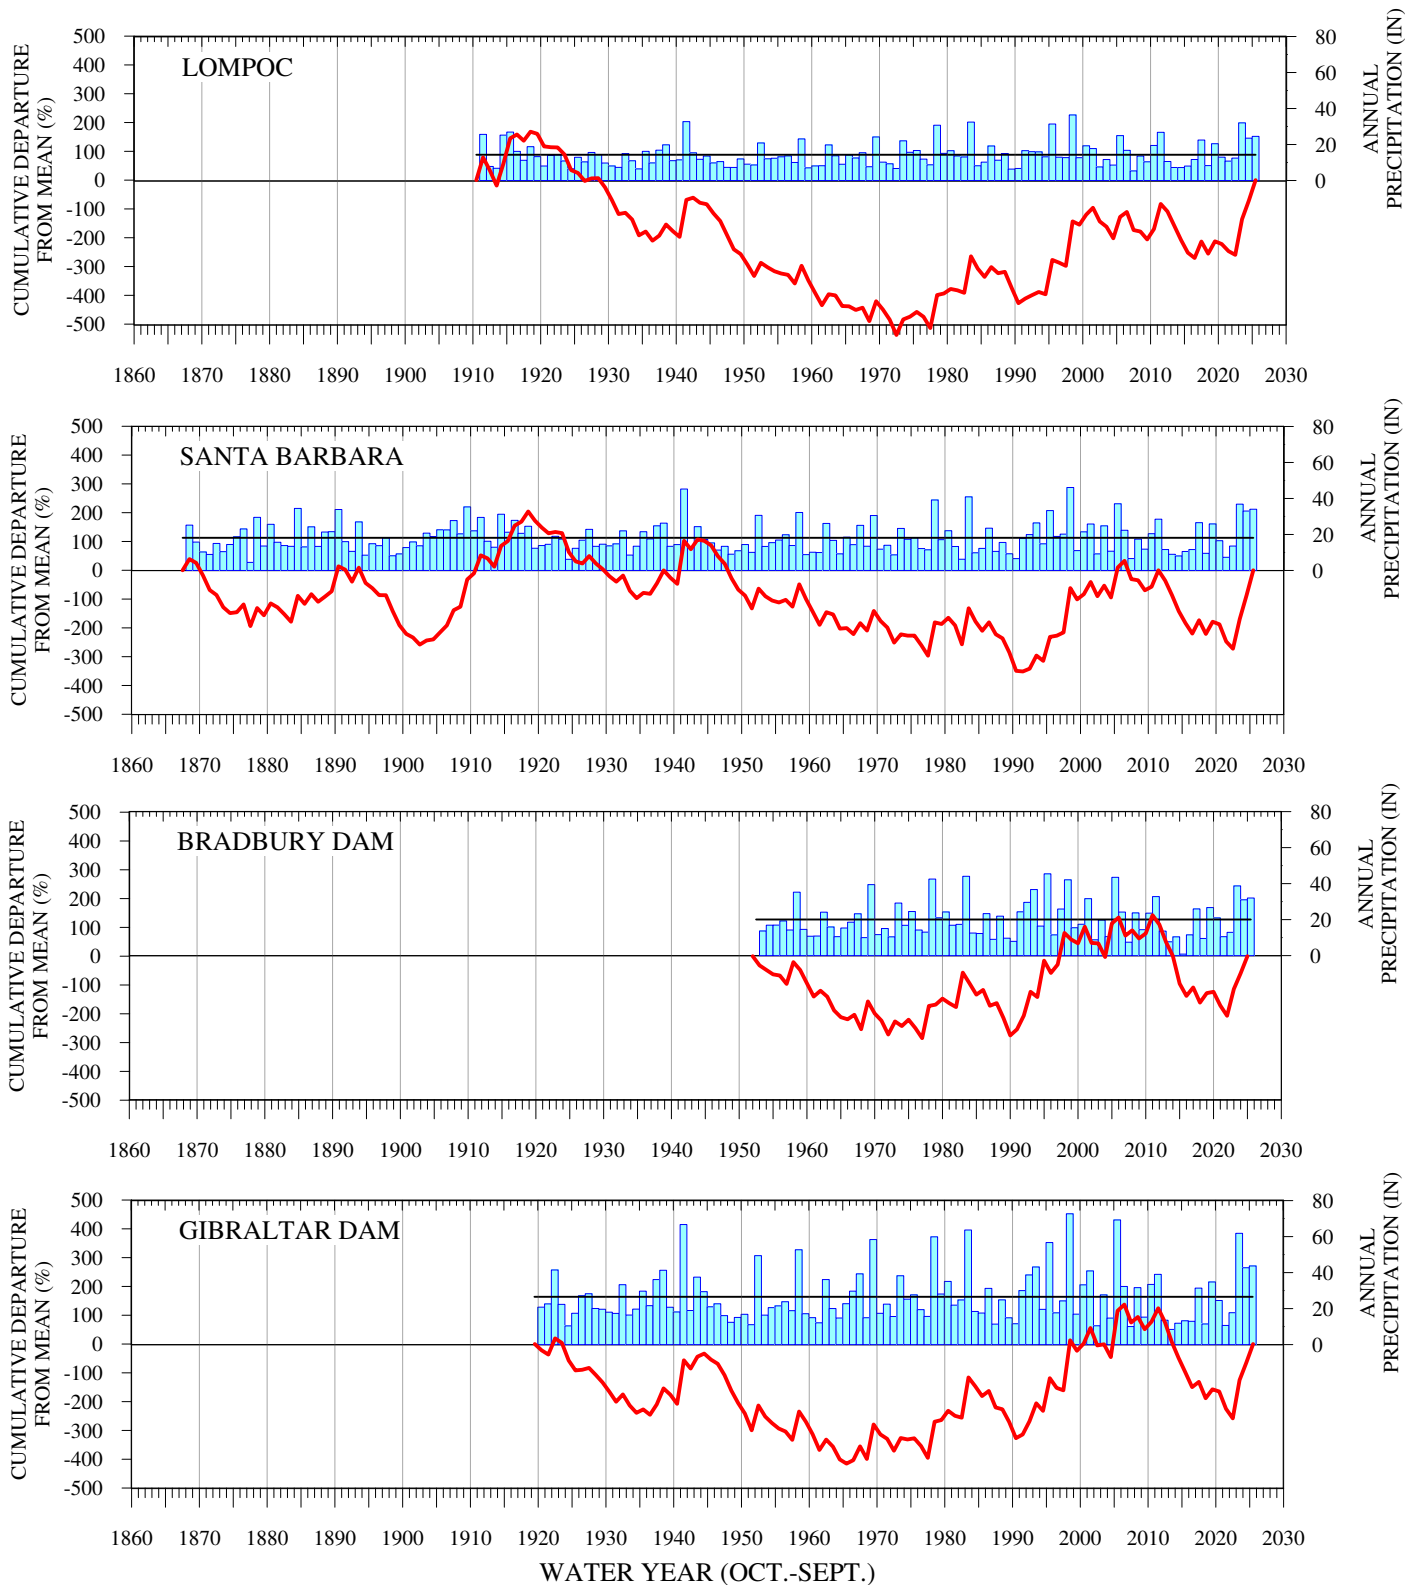 CUMULATIVE DEPARTURE
FROM MEAN (%)
500
400
300
200
100
0
-100
-200
-300
-400
-500
LOMPOC
80
60
40
20
0
ANNUAL
PRECIPITATION (IN)
1860 1870 1880 1890 1900 1910 1920 1930 1940 1950 1960 1970 1980 1990 2000 2010 2020 2030
CUMULATIVE DEPARTURE
FROM MEAN (%)
500
400
300
200
100
0
-100
-200
-300
-400
-500
SANTA BARBARA
80
60
40
20
0
ANNUAL
PRECIPITATION (IN)
1860 1870 1880 1890 1900 1910 1920 1930 1940 1950 1960 1970 1980 1990 2000 2010 2020 2030
CUMULATIVE DEPARTURE
FROM MEAN (%)
500
400
300
200
100
0
-100
-200
-300
-400
-500
BRADBURY DAM
80
60
40
20
0
ANNUAL
PRECIPITATION (IN)
1860 1870 1880 1890 1900 1910 1920 1930 1940 1950 1960 1970 1980 1990 2000 2010 2020 2030
CUMULATIVE DEPARTURE
FROM MEAN (%)
500
400
300
200
100
0
-100
-200
-300
-400
-500
GIBRALTAR DAM
80
60
40
20
0
ANNUAL
PRECIPITATION (IN)
1860 1870 1880 1890 1900 1910 1920 1930 1940 1950 1960 1970 1980 1990 2000 2010 2020 2030
WATER YEAR (OCT.-SEPT.)